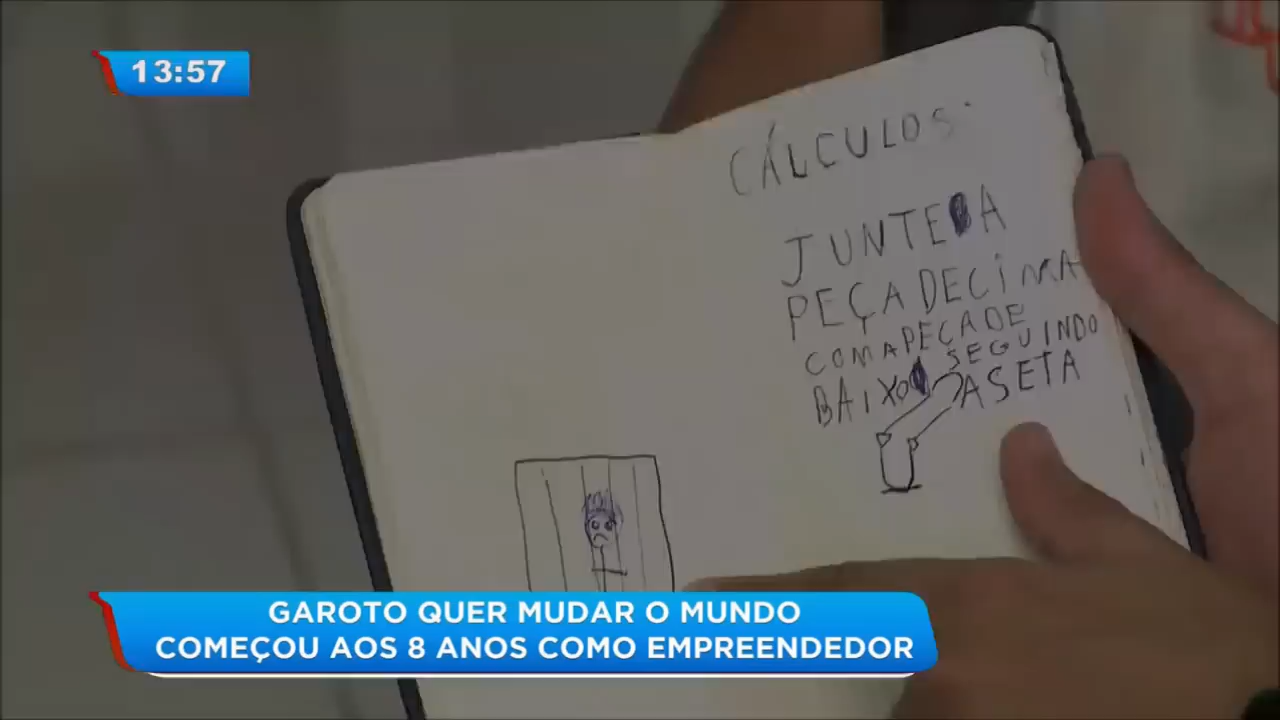 13:57
CÁLCULOS:
JUNTE A
PEÇA DE CIMA
COM A PEÇA DE
BAIXO SEGUINDO
A SETA
GAROTO QUER MUDAR O MUNDO
COMEÇOU AOS 8 ANOS COMO EMPREENDEDOR